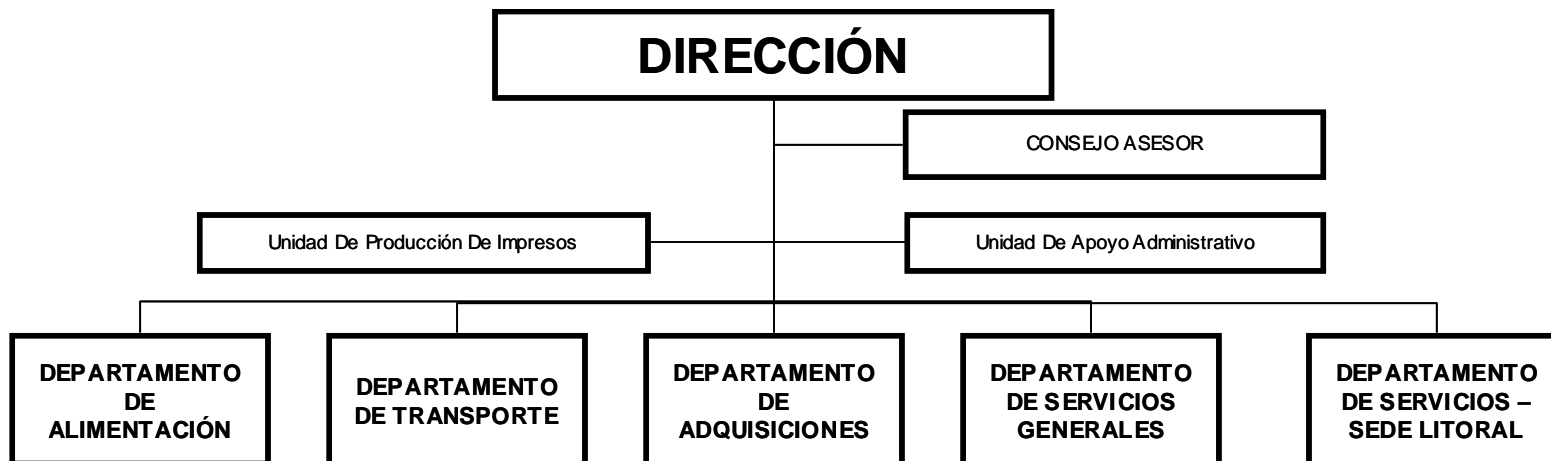 DIRECCIÓN
CONSEJO ASESOR
Unidad De Producción De Impresos
Unidad De Apoyo Administrativo
DEPARTAMENTO
DE
ALIMENTACIÓN
DEPARTAMENTO
DE TRANSPORTE
DEPARTAMENTO
DE
ADQUISICIONES
DEPARTAMENTO
DE SERVICIOS
GENERALES
DEPARTAMENTO
DE SERVICIOS –
SEDE LITORAL